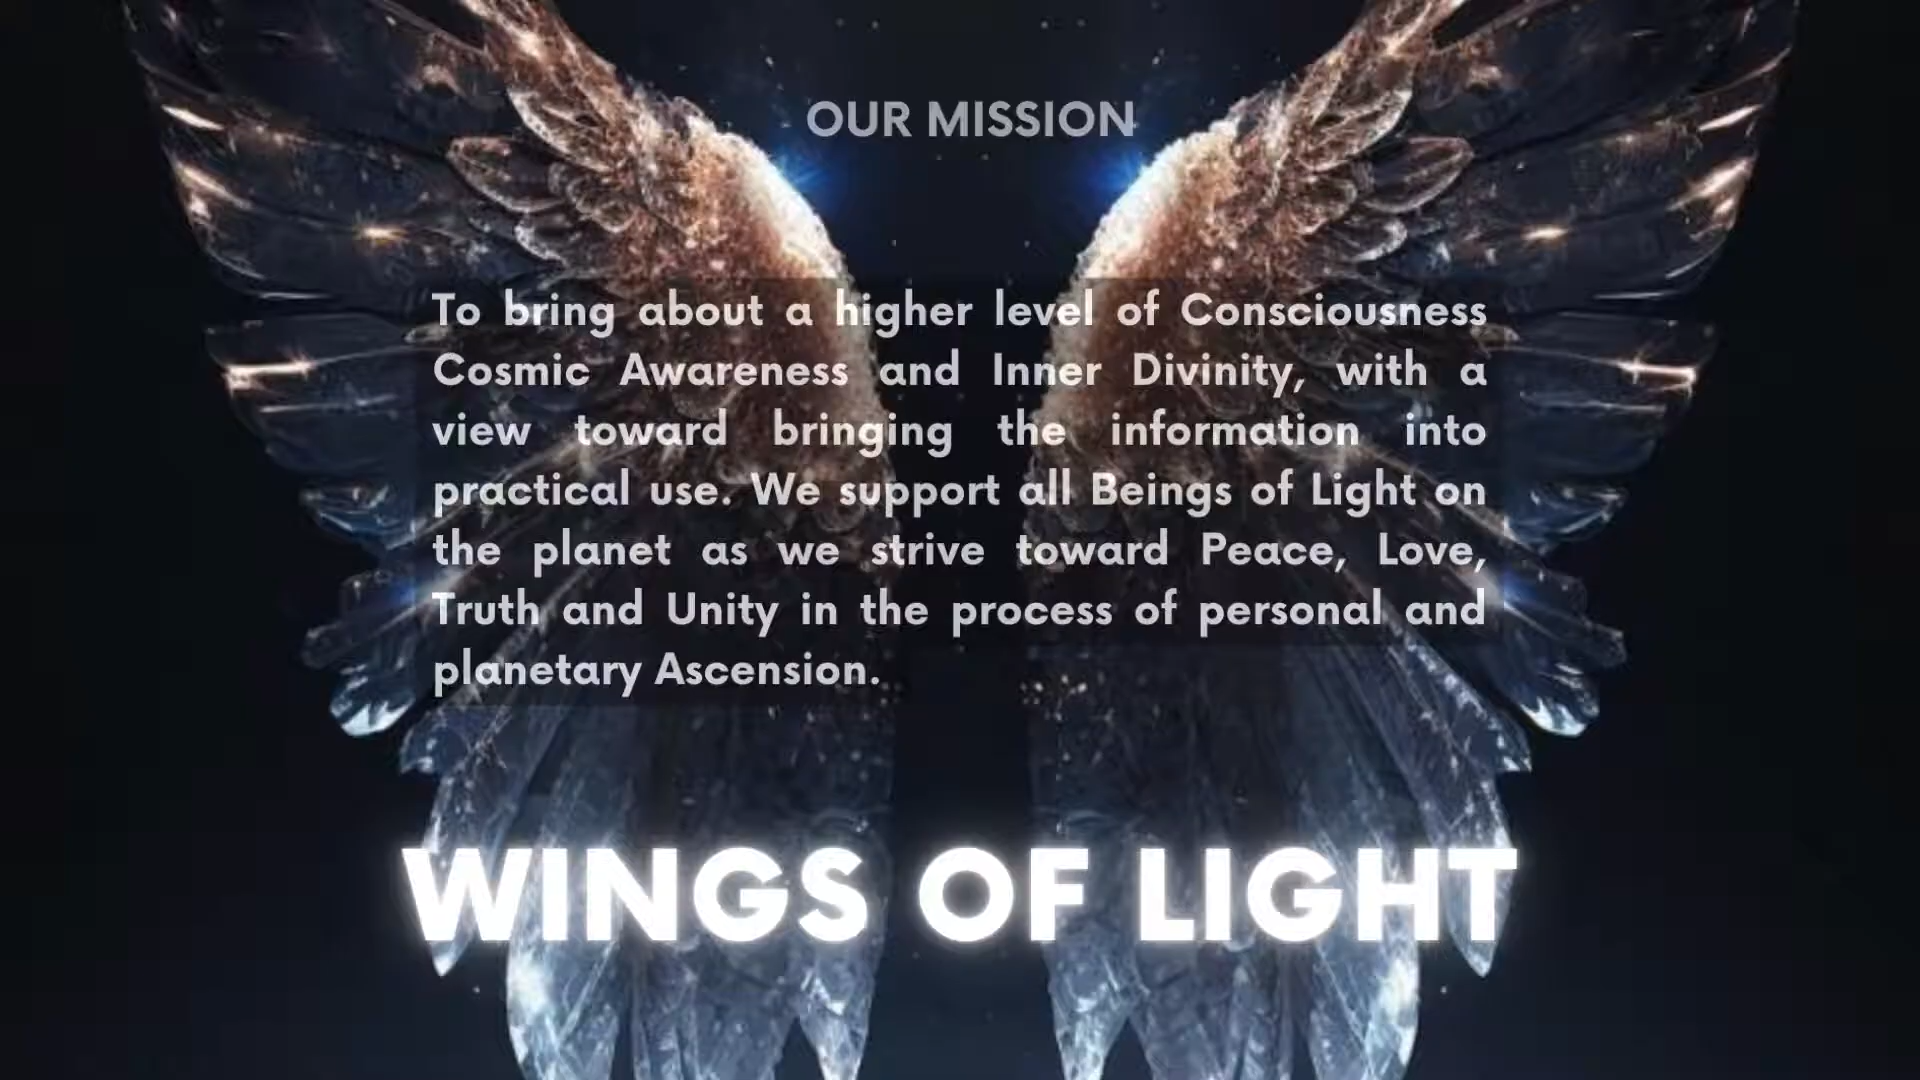 OUR MISSION
To bring about a higher level of Consciousness
Cosmic Awareness and Inner Divinity, with a
view toward bringing the information into
practical use. We support all Beings of Light on
the planet as we strive toward Peace, Love,
Truth and Unity in the process of personal and
planetary Ascension.
WINGS OF LIGHT